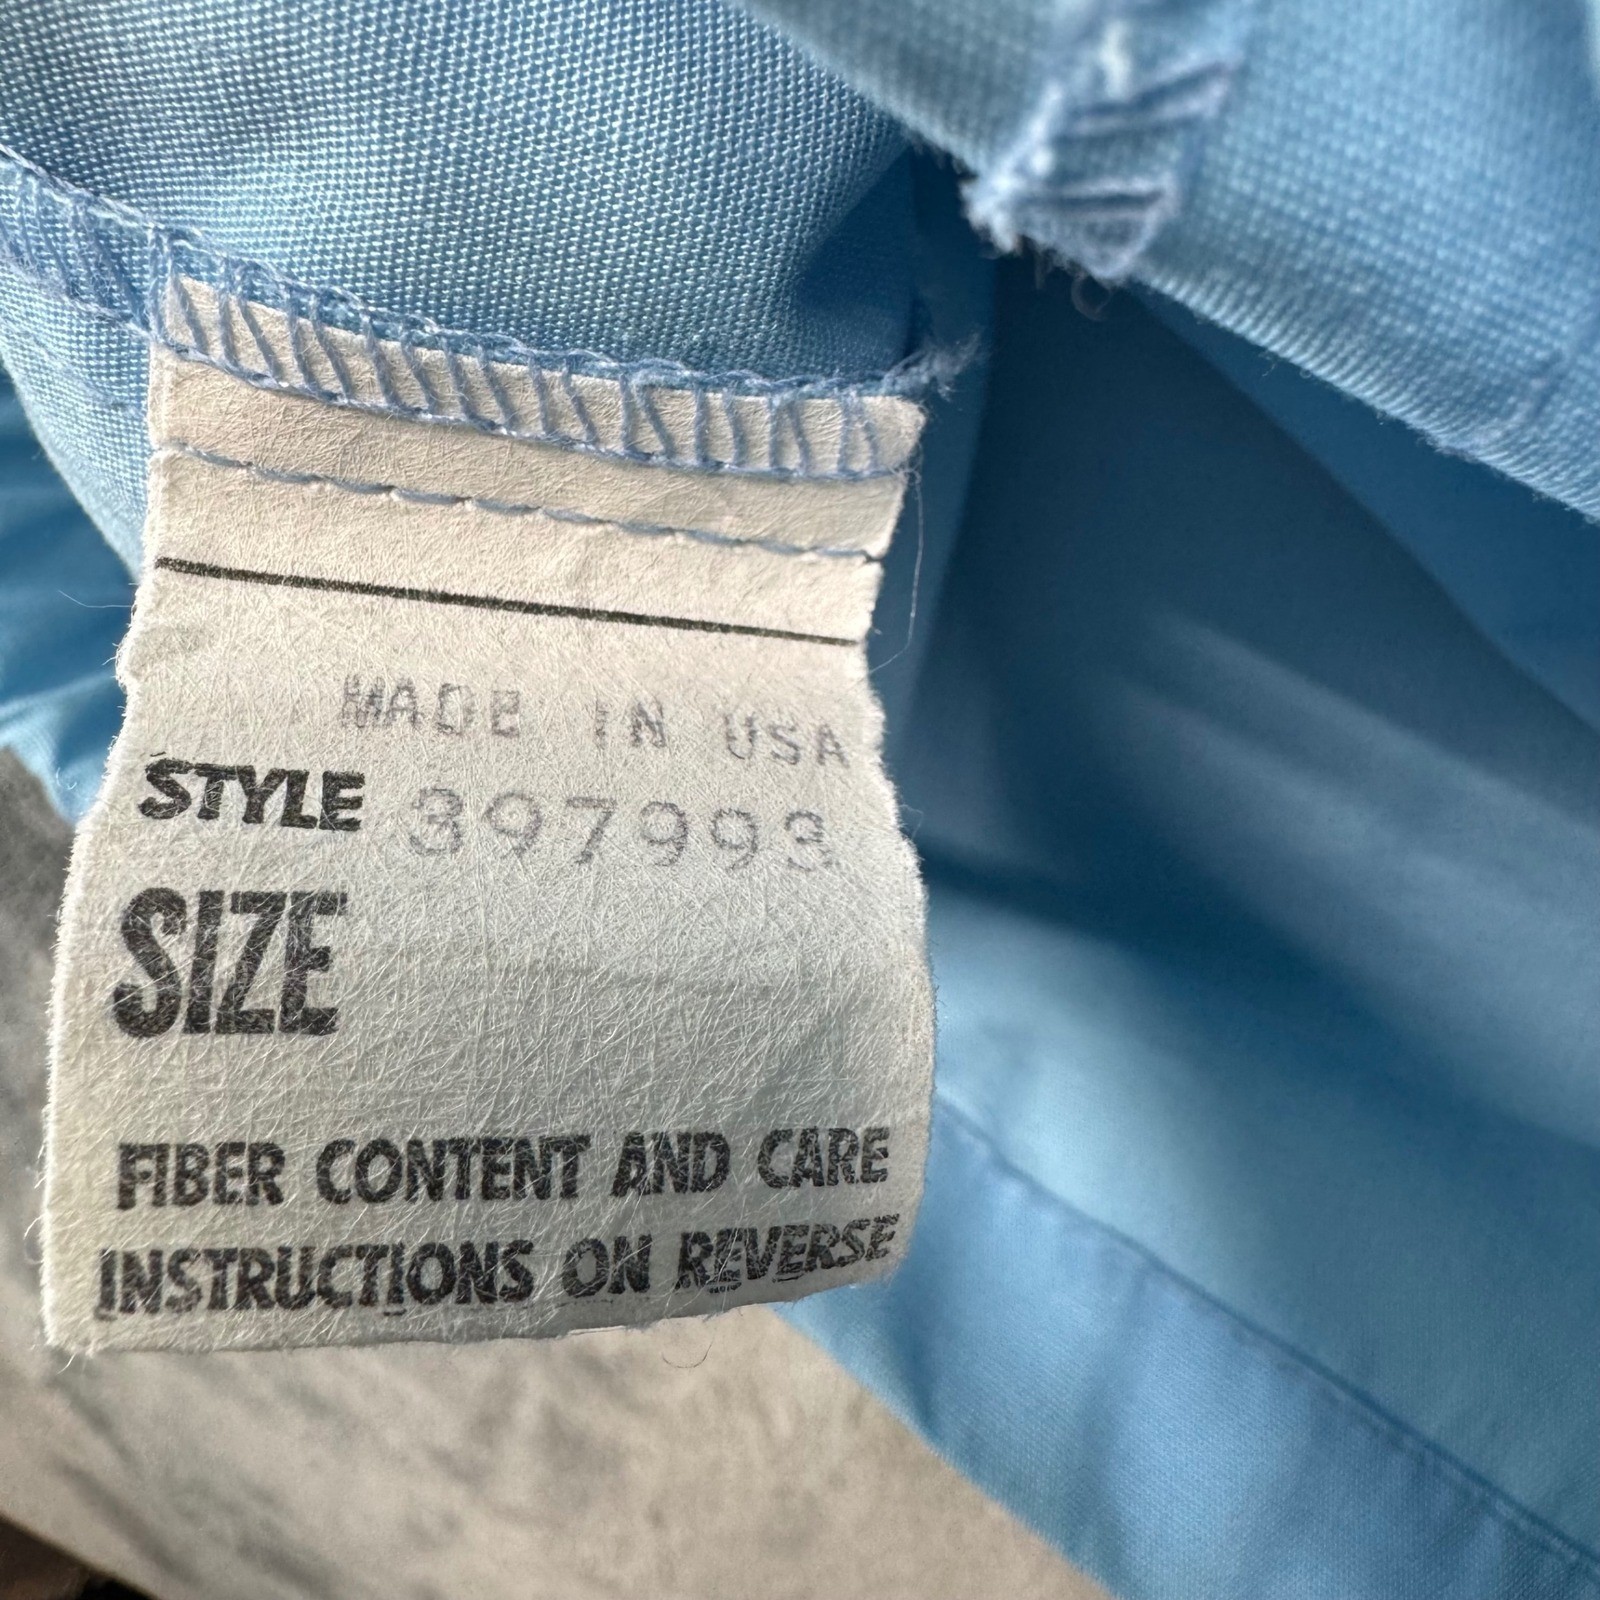 MADE IN USA
STYLE 397993
SIZE
FIBER CONTENT AND CARE
INSTRUCTIONS ON REVERSE